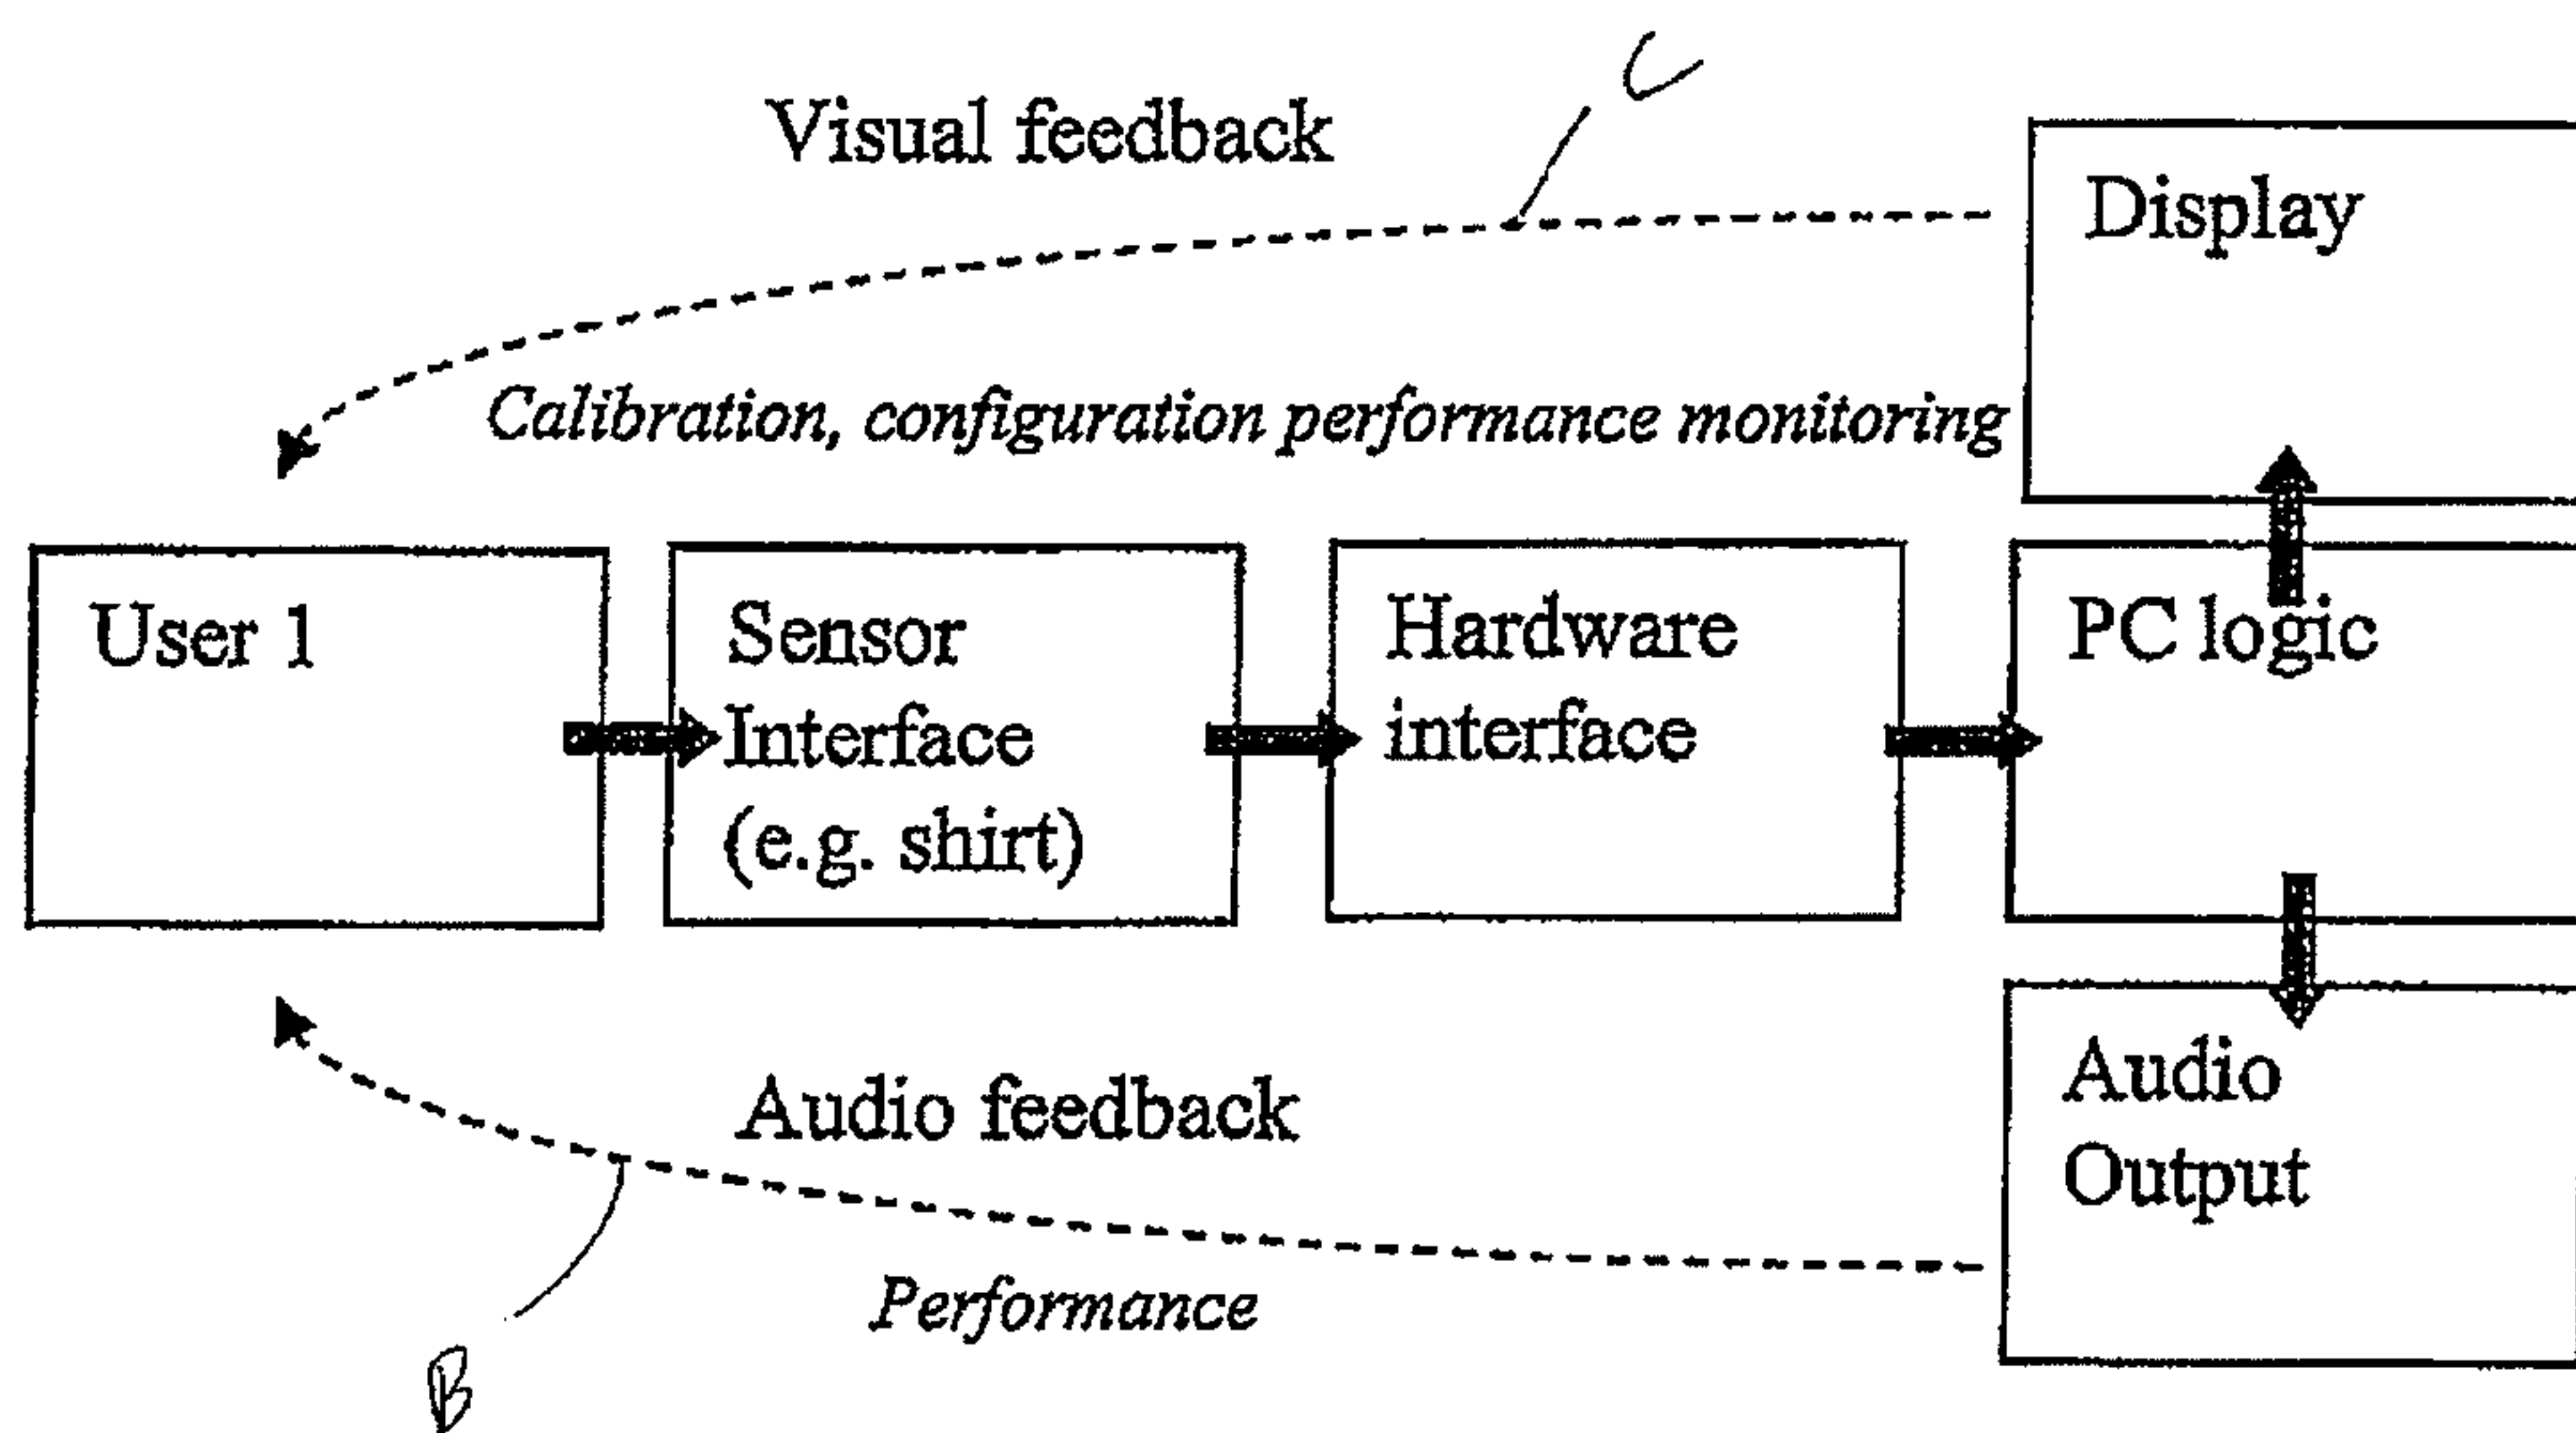 C
Visual feedback
Display
Calibration, configuration performance monitoring
User 1
Sensor
Interface
(e.g. shirt)
Hardware
interface
PC logic
Audio feedback
Performance
Audio
Output
B